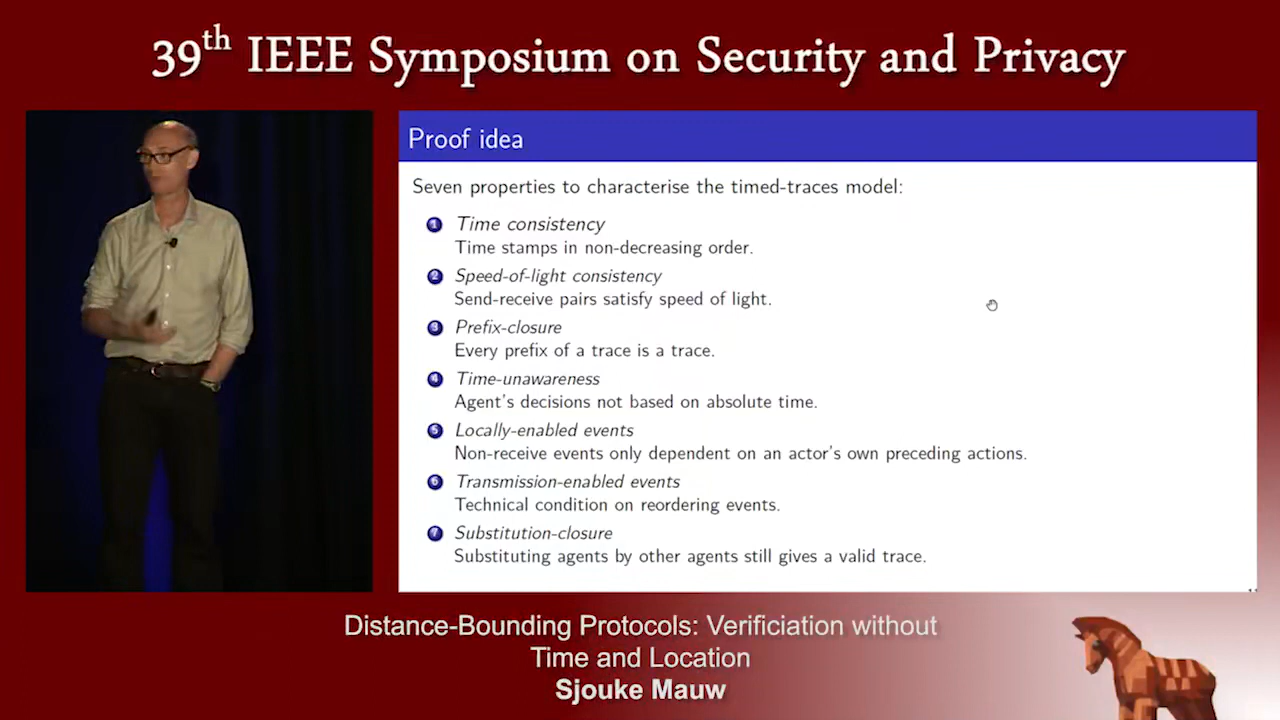 39th IEEE Symposium on Security and Privacy
Proof idea
Seven properties to characterise the timed-traces model:
1 Time consistency
Time stamps in non-decreasing order.
2 Speed-of-light consistency
Send-receive pairs satisfy speed of light.
3 Prefix-closure
Every prefix of a trace is a trace.
4 Time-unawareness
Agent's decisions not based on absolute time.
5 Locally-enabled events
Non-receive events only dependent on an actor's own preceding actions.
6 Transmission-enabled events
Technical condition on reordering events.
7 Substitution-closure
Substituting agents by other agents still gives a valid trace.
Distance-Bounding Protocols: Verificiation without
Time and Location
Sjouke Mauw